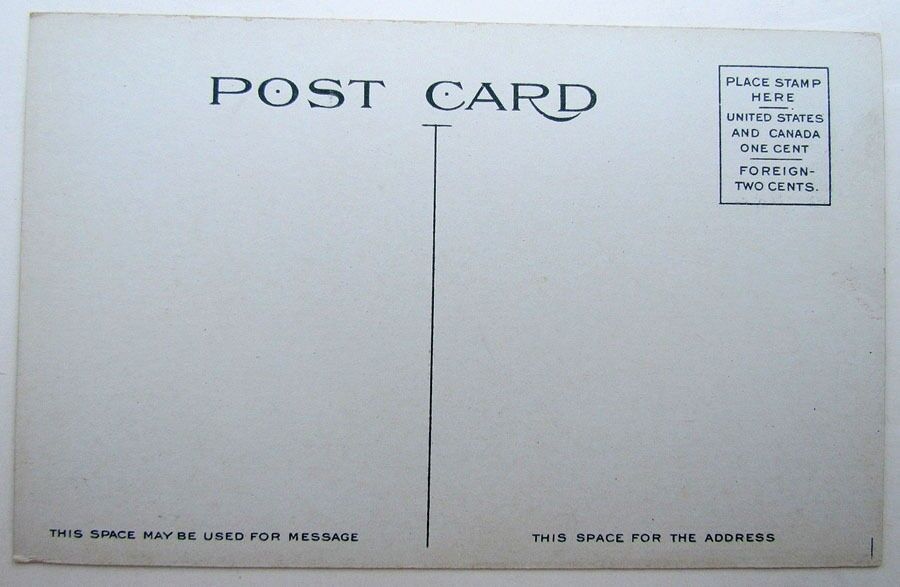 POST CARD
PLACE STAMP
HERE
UNITED STATES
AND CANADA
ONE CENT
FOREIGN-
TWO CENTS.
THIS SPACE MAY BE USED FOR MESSAGE
THIS SPACE FOR THE ADDRESS